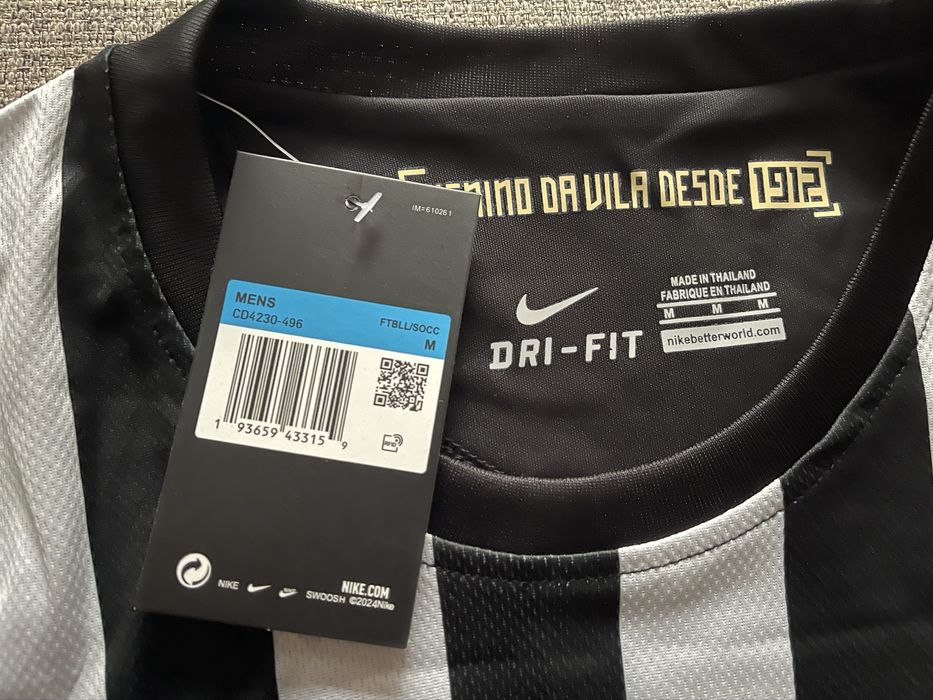 IM=610261
MENS
CD4230-496
FTBLL/SOCC
M
1 93659 43315 9
RFID
NIKE
SWOOSH ©2024Nike
NIKE.COM
DA VILA DESDE 1912
MADE IN THAILAND
FABRIQUE EN THAILAND
M M M
nikebetterworld.com
DRI-FIT